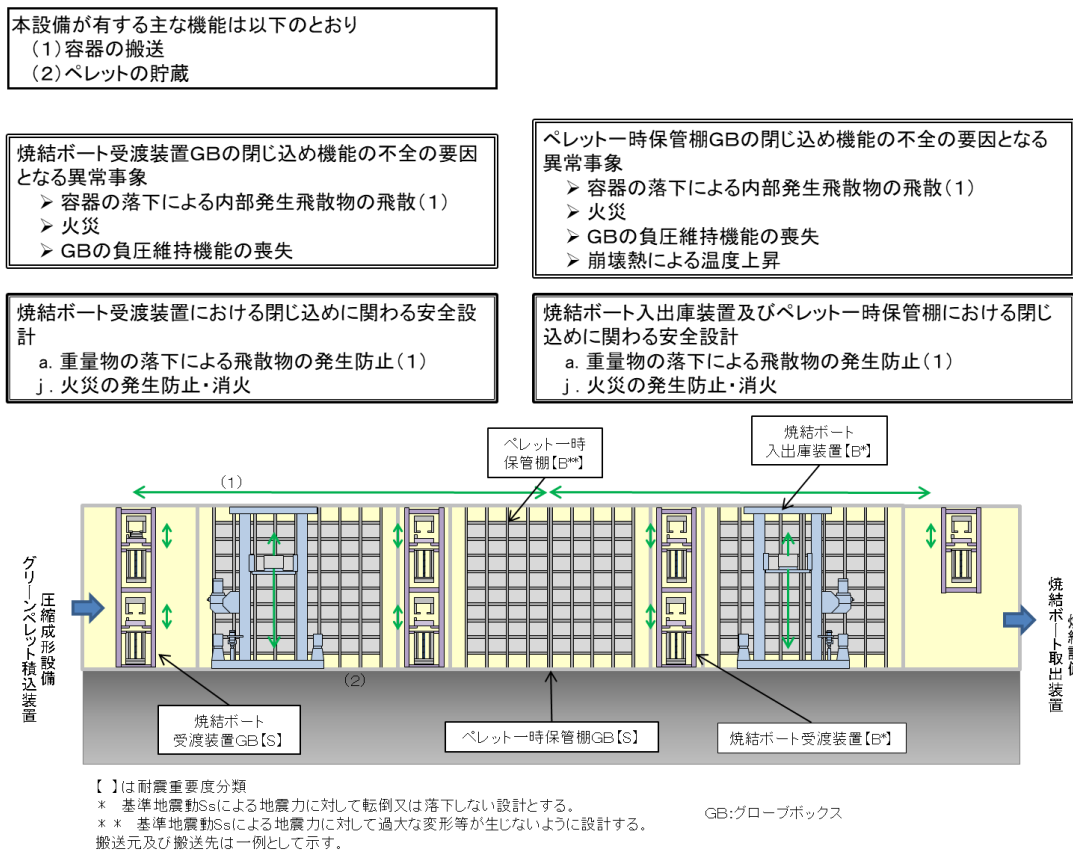 本設備が有する主な機能は以下のとおり
(1)容器の搬送
(2)ペレットの貯蔵
焼結ボート受渡装置GBの閉じ込め機能の不全の要因
となる異常事象
➢ 容器の落下による内部発生飛散物の飛散(1)
➢ 火災
➢ GBの負圧維持機能の喪失
ペレット一時保管棚GBの閉じ込め機能の不全の要因となる
異常事象
➢ 容器の落下による内部発生飛散物の飛散(1)
➢ 火災
➢ GBの負圧維持機能の喪失
➢ 崩壊熱による温度上昇
焼結ボート受渡装置における閉じ込めに関わる安全設
計
a. 重量物の落下による飛散物の発生防止(1)
j. 火災の発生防止・消火
焼結ボート入出庫装置及びペレット一時保管棚における閉じ
込めに関わる安全設計
a. 重量物の落下による飛散物の発生防止(1)
j. 火災の発生防止・消火
ペレット一時
保管棚【B**】
焼結ボート
入出庫装置【B*】
(1)
圧縮成形設備
グリーンペレット積込装置
焼結設備
焼結ボート取出装置
(2)
焼結ボート
受渡装置GB【S】
ペレット一時保管棚GB【S】
焼結ボート受渡装置【B*】
【 】は耐震重要度分類
* 基準地震動Ssによる地震力に対して転倒又は落下しない設計とする。
** 基準地震動Ssによる地震力に対して過大な変形等が生じないように設計する。
搬送元及び搬送先は一例として示す。
GB:グローブボックス